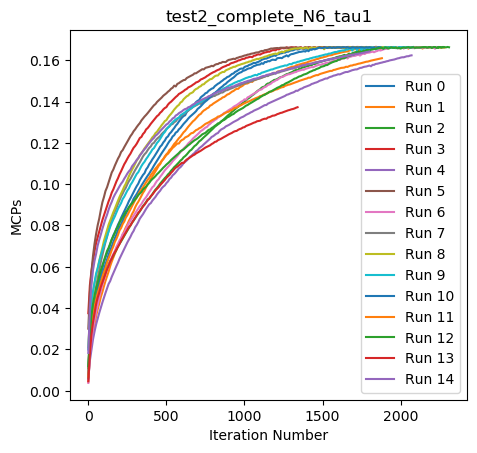 test2_complete_N6_tau1
MCPs
0.16
0.14
0.12
0.10
0.08
0.06
0.04
0.02
0.00
0
500
1000
1500
2000
Iteration Number
Run 0
Run 1
Run 2
Run 3
Run 4
Run 5
Run 6
Run 7
Run 8
Run 9
Run 10
Run 11
Run 12
Run 13
Run 14